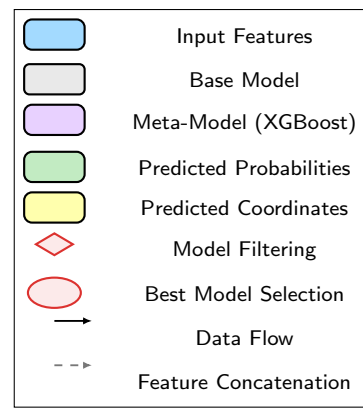 Input Features
Base Model
Meta-Model (XGBoost)
Predicted Probabilities
Predicted Coordinates
Model Filtering
Best Model Selection
Data Flow
Feature Concatenation